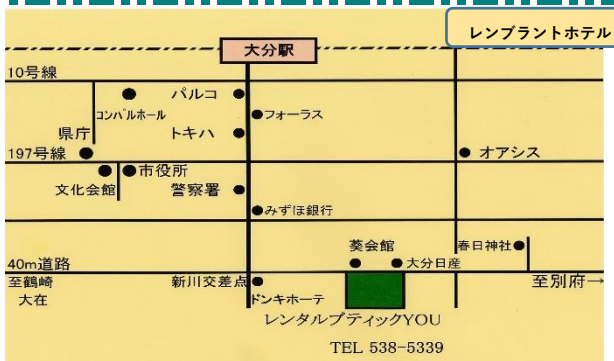 レンブラントホテル
大分駅
10号線
パルコ
コンパルホール
フォーラス
県庁
トキハ
197号線
オアシス
市役所
文化会館
警察署
みずほ銀行
葵会館
春日神社
40m道路
大分日産
至鶴崎
大在
新川交差点
ドンキホーテ
至別府→
レンタルブティックYOU
TEL 538-5339